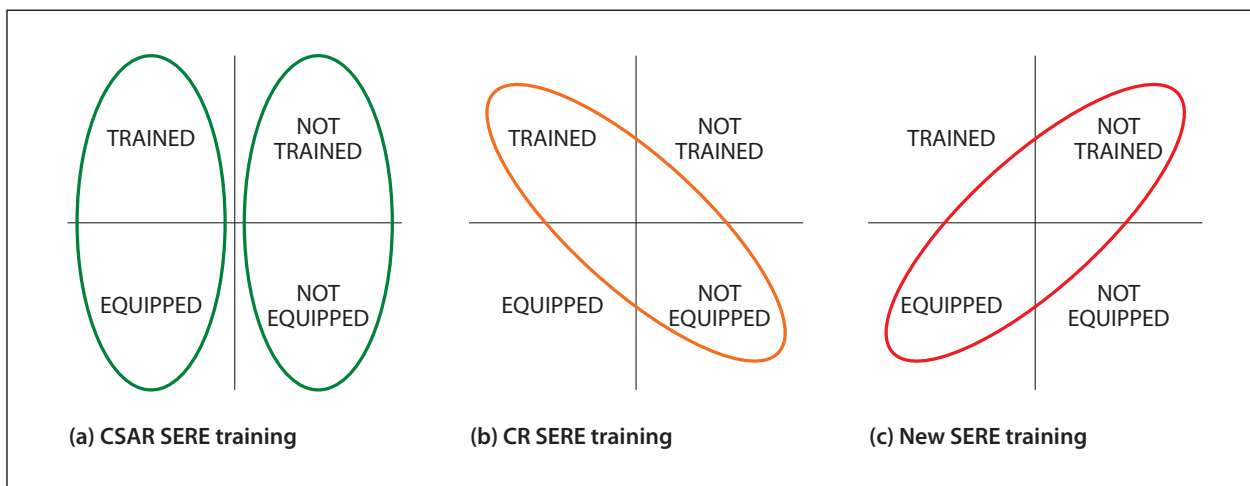 TRAINED
NOT
TRAINED
EQUIPPED
NOT
EQUIPPED
(a) CSAR SERE training
TRAINED
NOT
TRAINED
EQUIPPED
NOT
EQUIPPED
(b) CR SERE training
TRAINED
NOT
TRAINED
EQUIPPED
NOT
EQUIPPED
(c) New SERE training